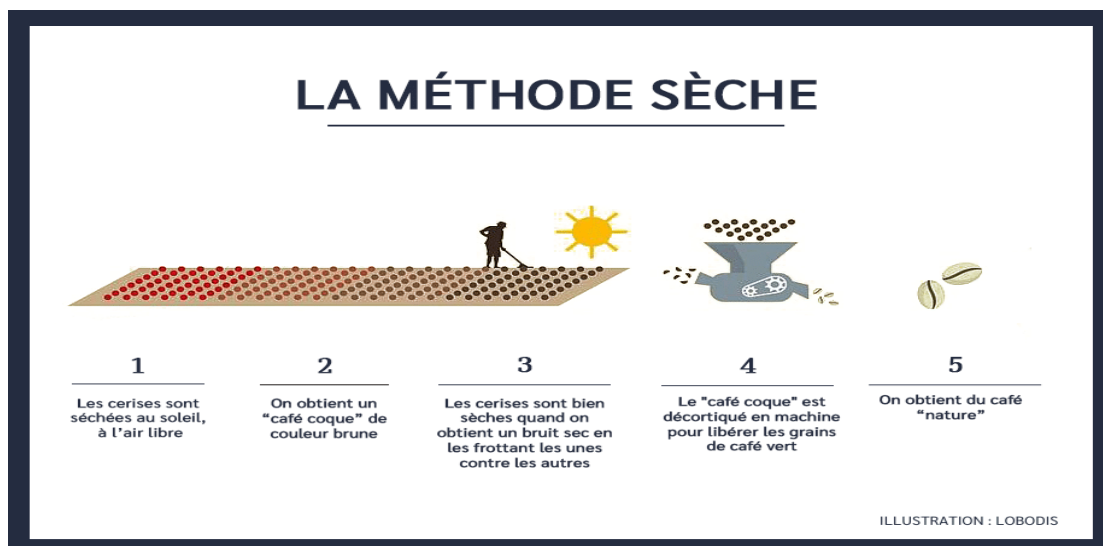 LA MÉTHODE SÈCHE
1
Les cerises sont
séchées au soleil,
à l'air libre
2
On obtient un
“café coque” de
couleur brune
3
Les cerises sont bien
sèches quand on
obtient un bruit sec en
les frottant les unes
contre les autres
4
Le "café coque" est
décortiqué en machine
pour libérer les grains
de café vert
5
On obtient du café
“nature”
ILLUSTRATION : LOBODIS